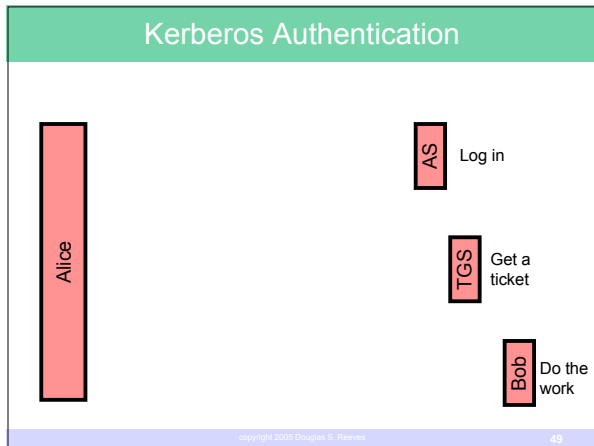 Kerberos Authentication
Alice
AS
Log in
TGS
Get a
ticket
Bob
Do the
work
copyright 2005 Douglas S. Reeves
49